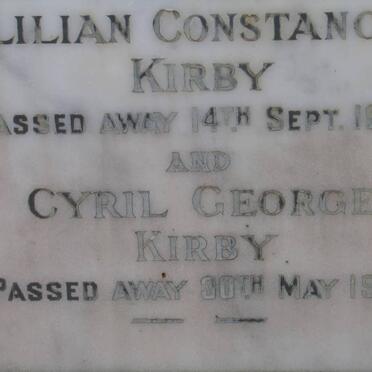 LILIAN CONSTANC
KIRBY
ASSED AWAY 14TH SEPT. 19
AND
CYRIL GEORGE
KIRBY
PASSED AWAY 30TH MAY 19